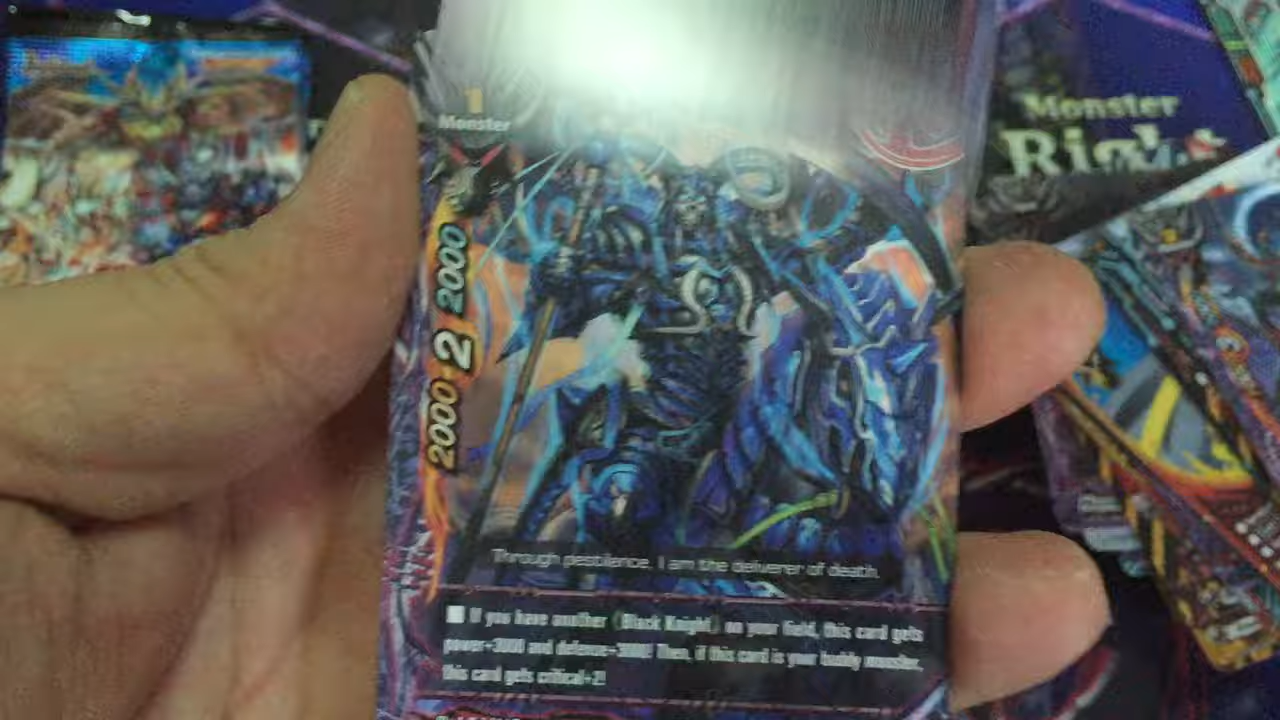 1
Monster
2000
2
2000
Through pestilence, I am the deliverer of death.
■ If you have another 《Black Knight》 on your field, this card gets
power+3000 and defense+3000! Then, if this card is your buddy monster,
this card gets critical+2!
Monster
Right